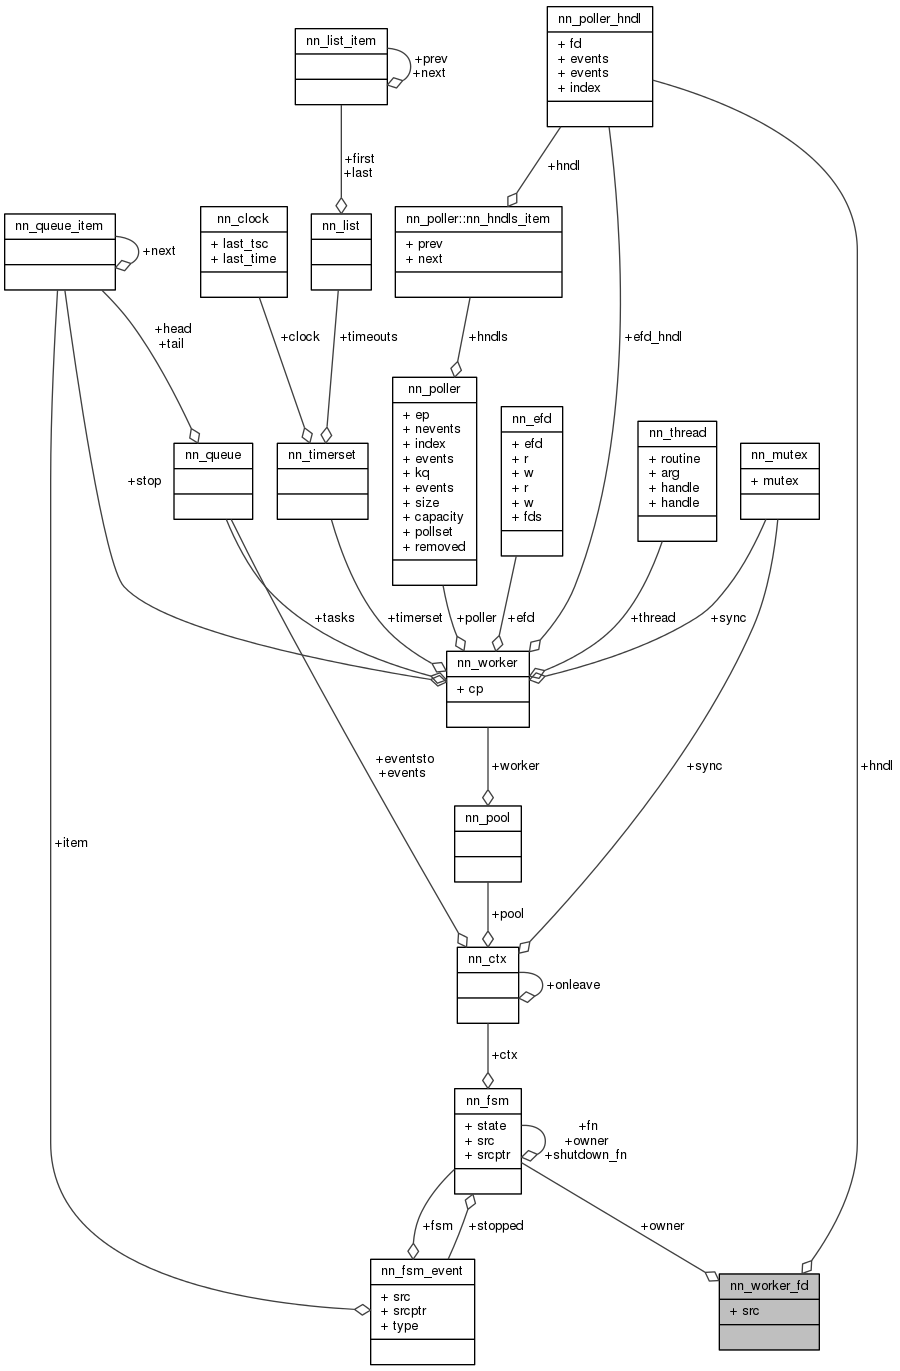 nn_poller_hndl
+ fd
+ events
+ events
+ index
nn_list_item
+prev
+next
+first
+last
+hndl
nn_queue_item
+next
nn_clock
+ last_tsc
+ last_time
nn_list
nn_poller::nn_hndls_item
+ prev
+ next
+head
+tail
+clock
+timeouts
+hndls
+efd_hndl
nn_poller
+ ep
+ nevents
+ index
+ events
+ kq
+ events
+ size
+ capacity
+ pollset
+ removed
nn_efd
+ efd
+ r
+ w
+ r
+ w
+ fds
nn_thread
+ routine
+ arg
+ handle
+ handle
nn_mutex
+ mutex
nn_queue
nn_timerset
+stop
+tasks
+timerset
+poller
+efd
+thread
+sync
nn_worker
+ cp
+eventsto
+events
+worker
+sync
+hndl
nn_pool
+item
+pool
nn_ctx
+onleave
+ctx
nn_fsm
+ state
+ src
+ srcptr
+fn
+owner
+shutdown_fn
+fsm
+stopped
+owner
nn_fsm_event
+ src
+ srcptr
+ type
nn_worker_fd
+ src